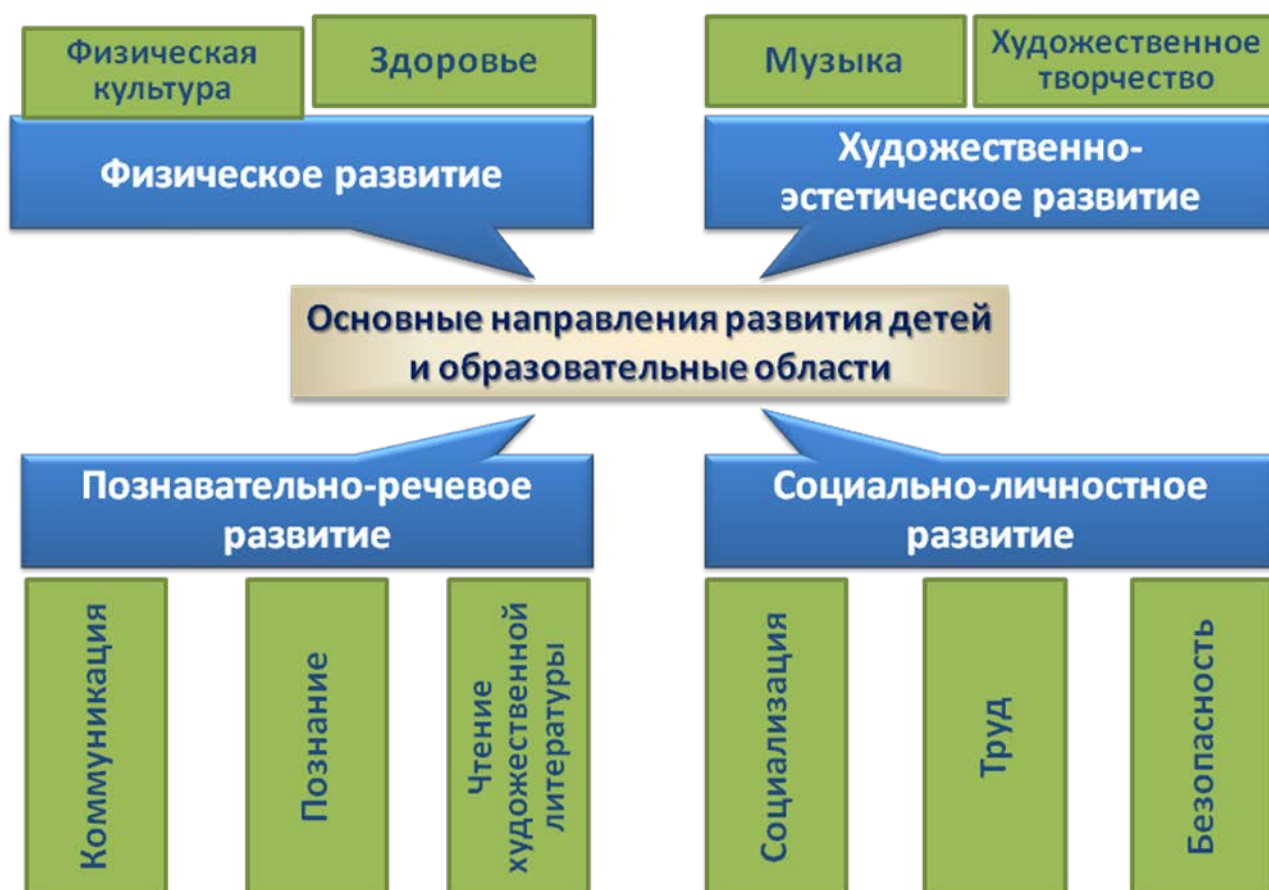 Физическая
культура
Здоровье
Музыка
Художественное
творчество
Физическое развитие
Художественно-
эстетическое развитие
Основные направления развития детей
и образовательные области
Познавательно-речевое
развитие
Социально-личностное
развитие
Коммуникация
Познание
Чтение
художественной
литературы
Социализация
Труд
Безопасность